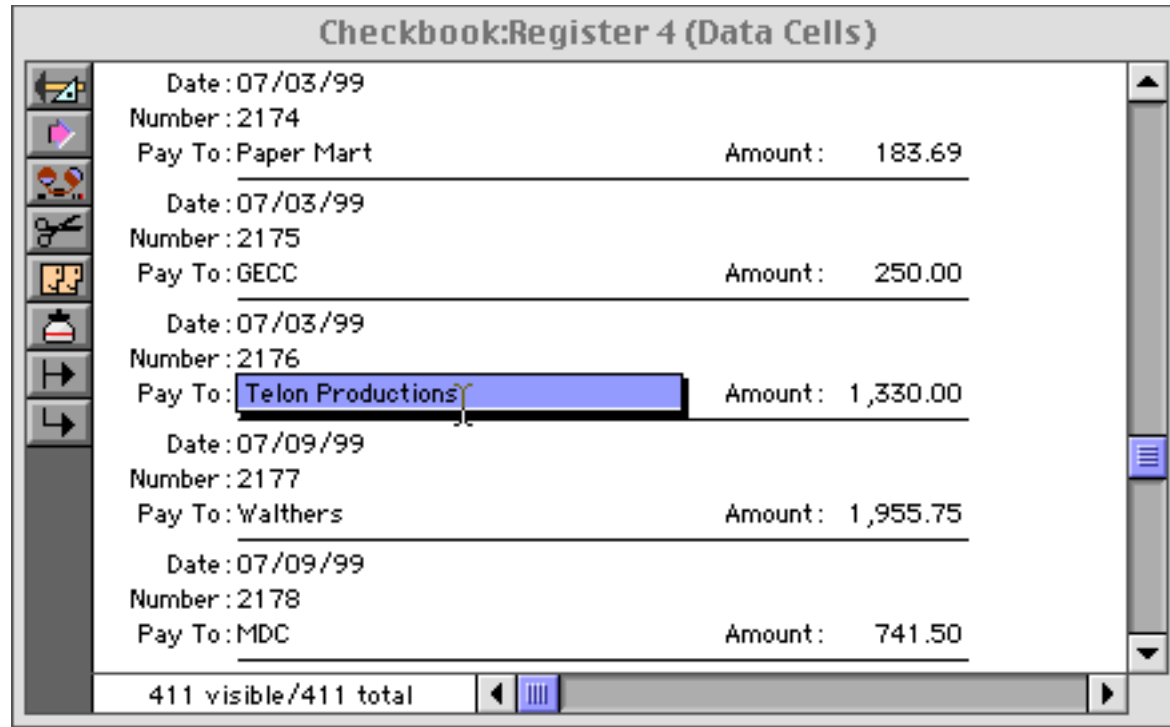 Checkbook:Register 4 (Data Cells)
Date: 07/03/99
Number: 2174
Pay To: Paper Mart Amount: 183.69
Date: 07/03/99
Number: 2175
Pay To: GECC Amount: 250.00
Date: 07/03/99
Number: 2176
Pay To: Telon Productions Amount: 1,330.00
Date: 07/09/99
Number: 2177
Pay To: Walthers Amount: 1,955.75
Date: 07/09/99
Number: 2178
Pay To: MDC Amount: 741.50
411 visible/411 total